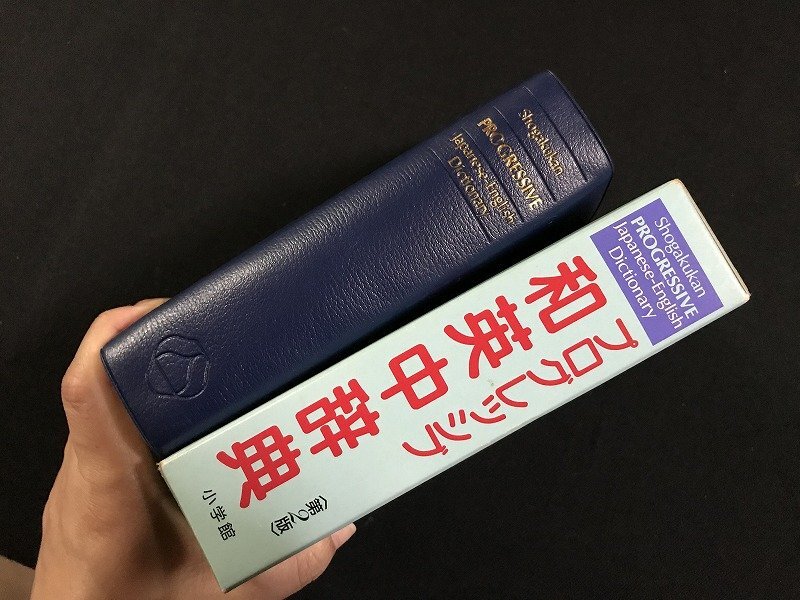 Shogakukan
PROGRESSIVE
Japanese-English
Dictionary
Shogakukan
PROGRESSIVE
Japanese-English
Dictionary
プログレッシブ
和英中辞典
〈第2版〉
小学館